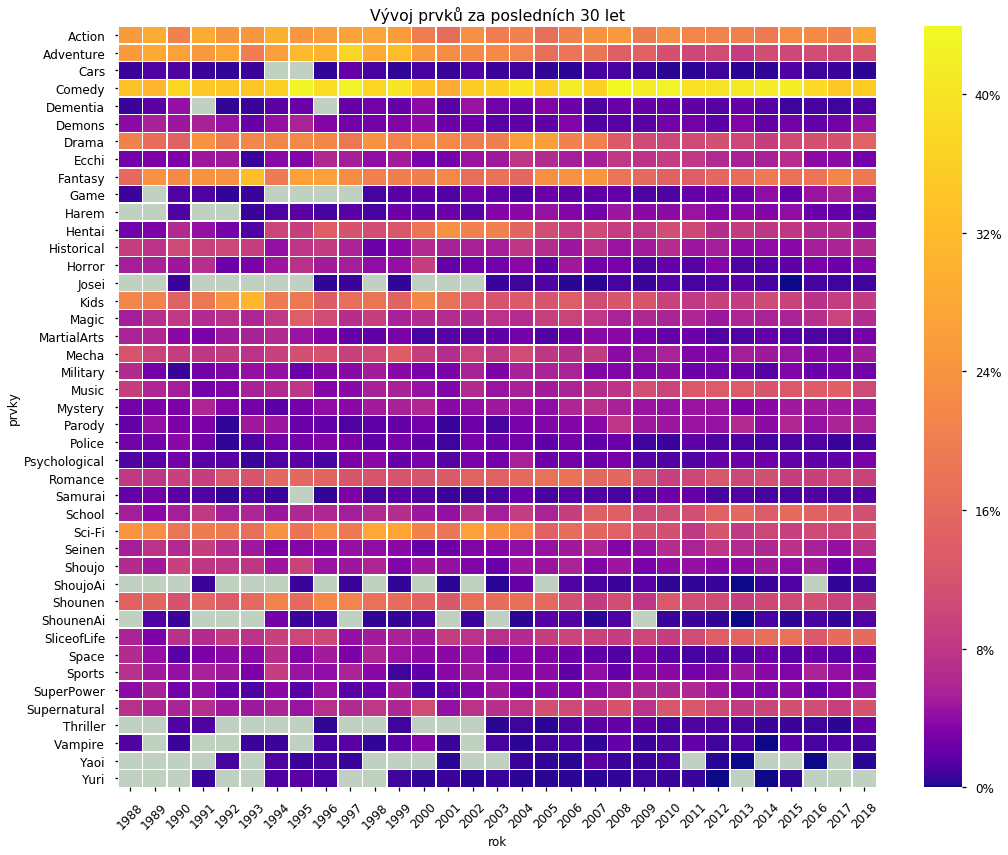 Vývoj prvků za posledních 30 let
Action
Adventure
Cars
Comedy
Dementia
Demons
Drama
Ecchi
Fantasy
Game
Harem
Hentai
Historical
Horror
Josei
Kids
Magic
MartialArts
Mecha
Military
Music
Mystery
Parody
Police
Psychological
Romance
Samurai
School
Sci-Fi
Seinen
Shoujo
ShoujoAi
Shounen
ShounenAi
SliceofLife
Space
Sports
SuperPower
Supernatural
Thriller
Vampire
Yaoi
Yuri
prvky
1988 1989 1990 1991 1992 1993 1994 1995 1996 1997 1998 1999 2000 2001 2002 2003 2004 2005 2006 2007 2008 2009 2010 2011 2012 2013 2014 2015 2016 2017 2018
rok
40%
32%
24%
16%
8%
0%